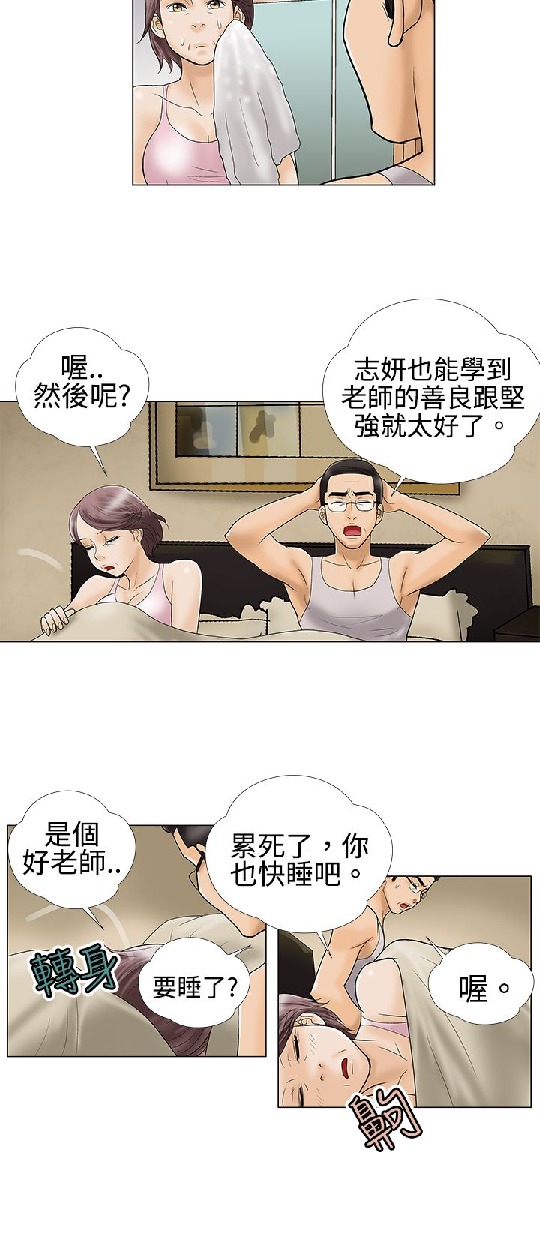 喔..
然後呢?
志妍也能學到
老師的善良跟堅
強就太好了。
是個
好老師..
轉身
要睡了?
累死了，你
也快睡吧。
喔。